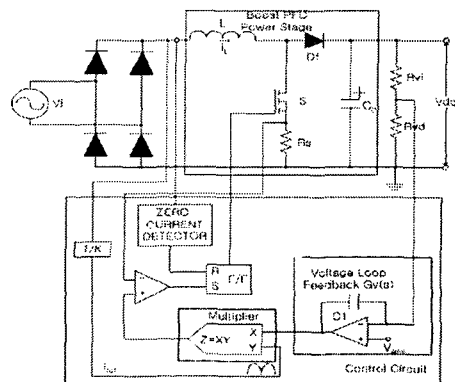 Boost PFC
Power Stage
L
iL
Df
Vi
S
Rs
Co
Rvi
Rvd
Vdc
ZERO
CURRENT
DETECTOR
1/K
R
S
F/F
Voltage Loop
Feedback Gv(s)
C1
Multiplier
Z=XY
X
Y
Control Circuit